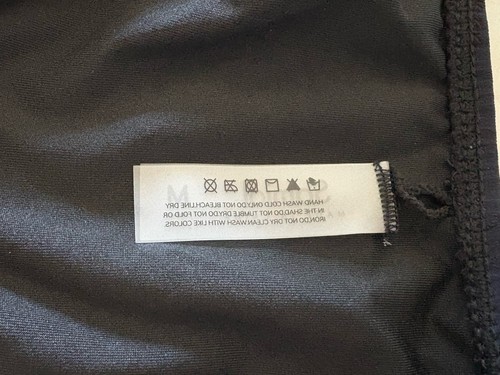 M
HAND WASH COLD ONLY.DO NOT BLEACH.LINE DRY
IN THE SHAD.DO NOT TUMBLE DRY.DO NOT FOLD OR
IRON.DO NOT DRY CLEAN.WASH WITH LIKE COLORS